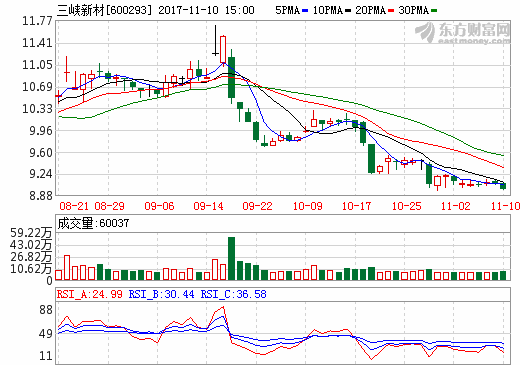 三峡新材[600293] 2017-11-10 15:00 5PMA 10PMA 20PMA 30PMA
东方财富网
eastmoney.com
11.77
11.41
11.05
10.69
10.33
9.96
9.60
9.24
8.88
08-21 08-29 09-06 09-14 09-22 10-09 10-17 10-25 11-02 11-10
成交量:60037
59.22万
43.02万
26.82万
10.62万
0
RSI_A:24.99 RSI_B:30.44 RSI_C:36.58
88
49
11